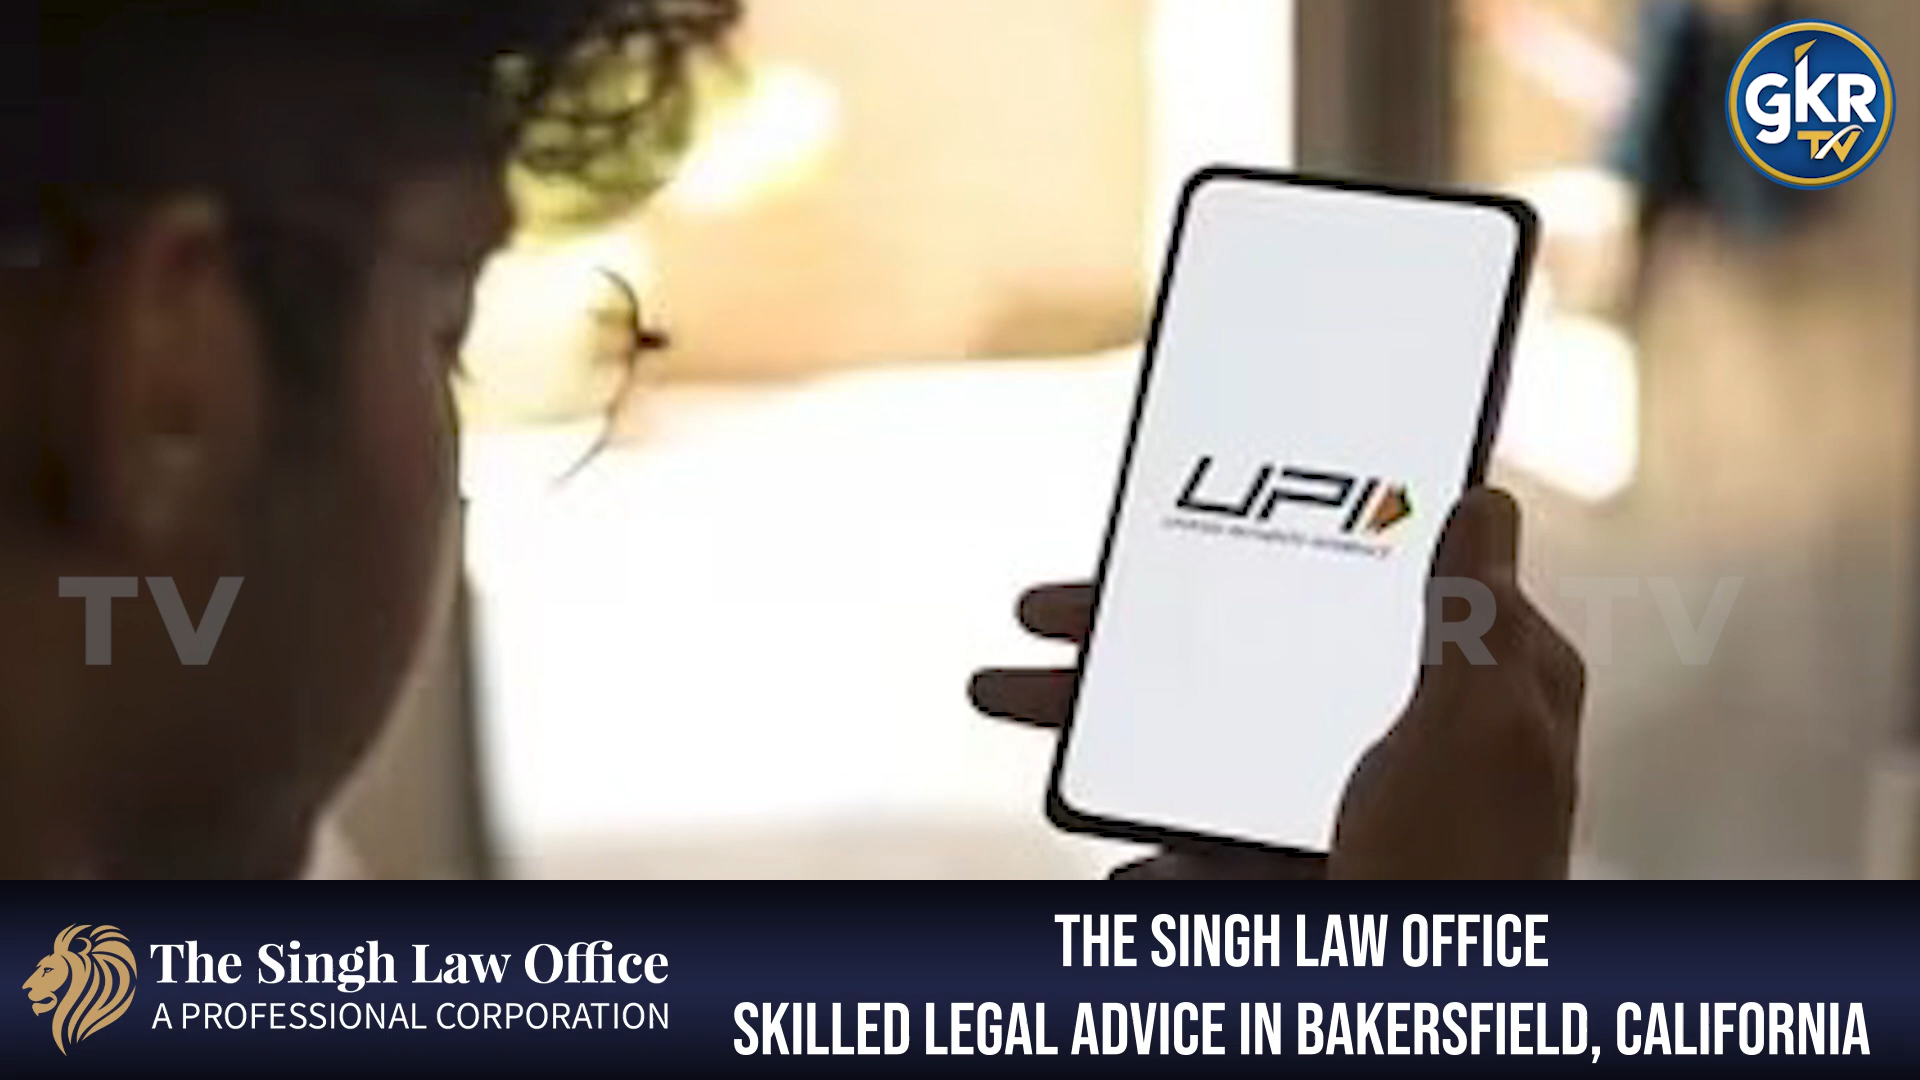 gKR
TV
UPI
TV
R TV
The Singh Law Office
A PROFESSIONAL CORPORATION
THE SINGH LAW OFFICE
SKILLED LEGAL ADVICE IN BAKERSFIELD, CALIFORNIA